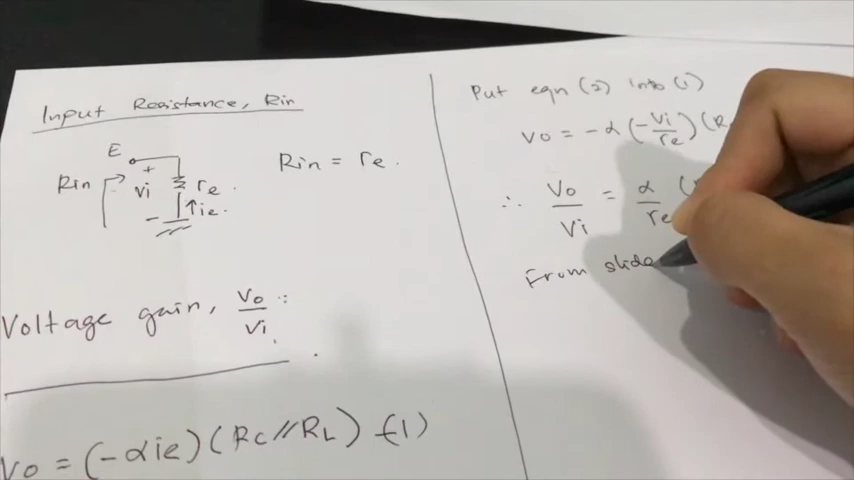 Input Resistance, Rin
E
Rin
+
vi
-
re
ie
Rin = re.
Voltage gain, Vo/Vi :
Vo = (-αie)(Rc//RL) -(1)
Put eqn (2) into (1)
Vo = -α (-Vi/re)(R
∴ Vo/Vi = α/re (
From slide